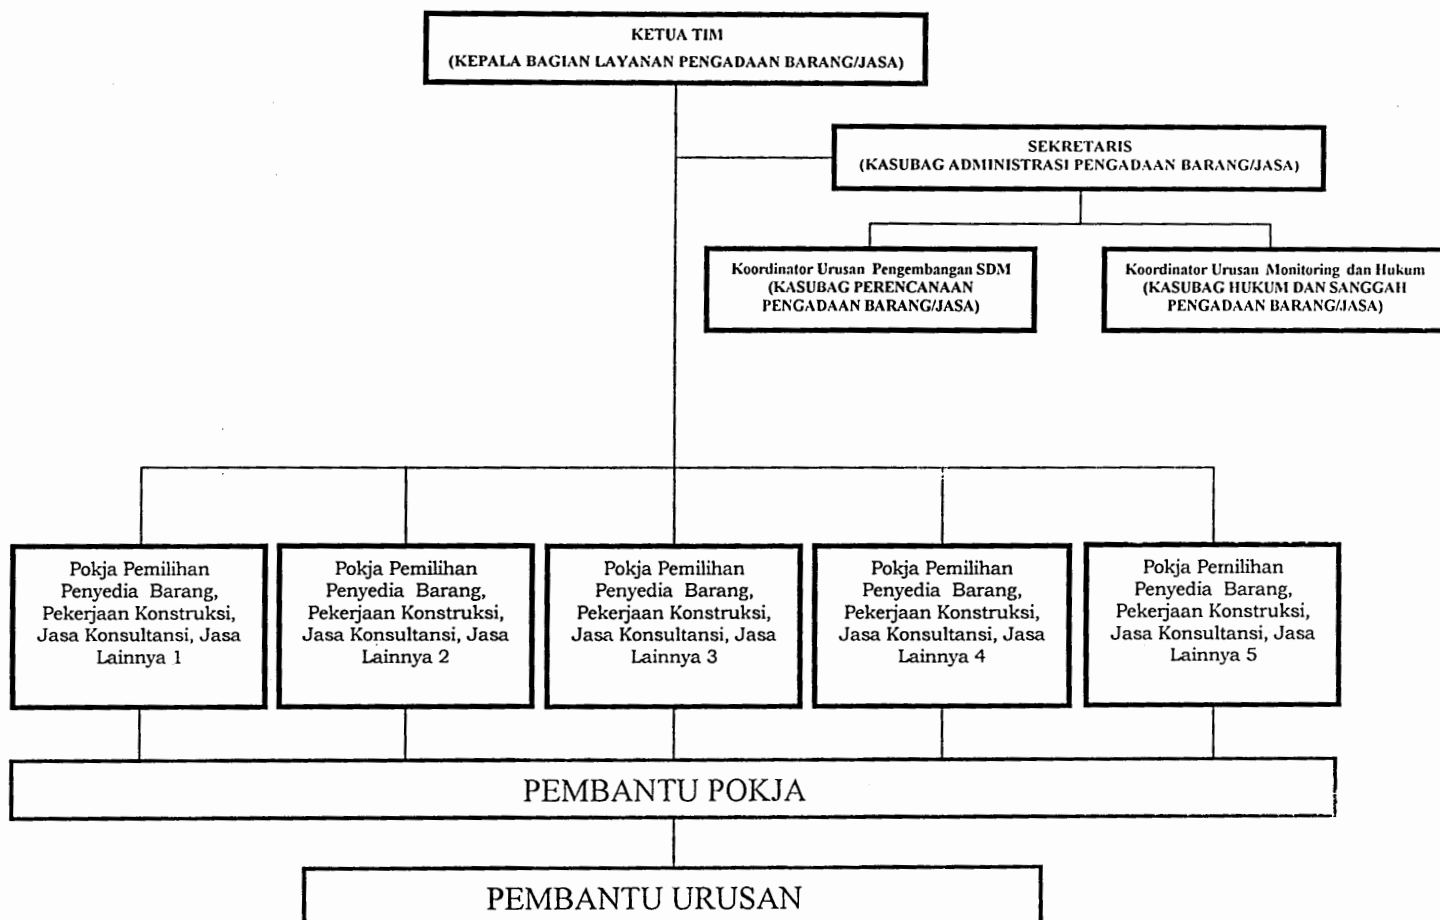 KETUA TIM
(KEPALA BAGIAN LAYANAN PENGADAAN BARANG/JASA)
SEKRETARIS
(KASUBAG ADMINISTRASI PENGADAAN BARANG/JASA)
Koordinator Urusan Pengembangan SDM
(KASUBAG PERENCANAAN
PENGADAAN BARANG/JASA)
Koordinator Urusan Monitoring dan Hukum
(KASUBAG HUKUM DAN SANGGAH
PENGADAAN BARANG/JASA)
Pokja Pemilihan
Penyedia Barang,
Pekerjaan Konstruksi,
Jasa Konsultansi, Jasa
Lainnya 1
Pokja Pemilihan
Penyedia Barang,
Pekerjaan Konstruksi,
Jasa Konsultansi, Jasa
Lainnya 2
Pokja Pemilihan
Penyedia Barang,
Pekerjaan Konstruksi,
Jasa Konsultansi, Jasa
Lainnya 3
Pokja Pemilihan
Penyedia Barang,
Pekerjaan Konstruksi,
Jasa Konsultansi, Jasa
Lainnya 4
Pokja Pemilihan
Penyedia Barang,
Pekerjaan Konstruksi,
Jasa Konsultansi, Jasa
Lainnya 5
PEMBANTU POKJA
PEMBANTU URUSAN